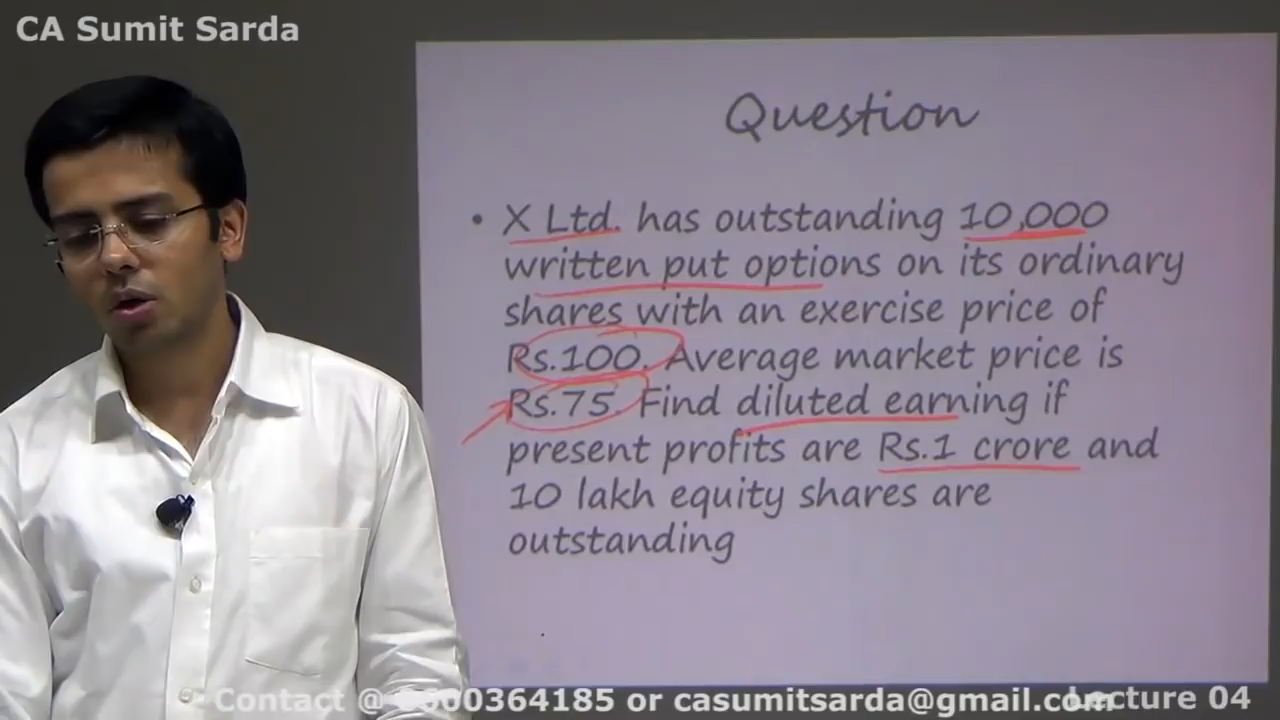 CA Sumit Sarda
Question
• X Ltd. has outstanding 10,000
written put options on its ordinary
shares with an exercise price of
Rs.100. Average market price is
Rs.75 Find diluted earning if
present profits are Rs.1 crore and
10 lakh equity shares are
outstanding
Contact @ or casumitsarda@gmail.com
Lecture 04